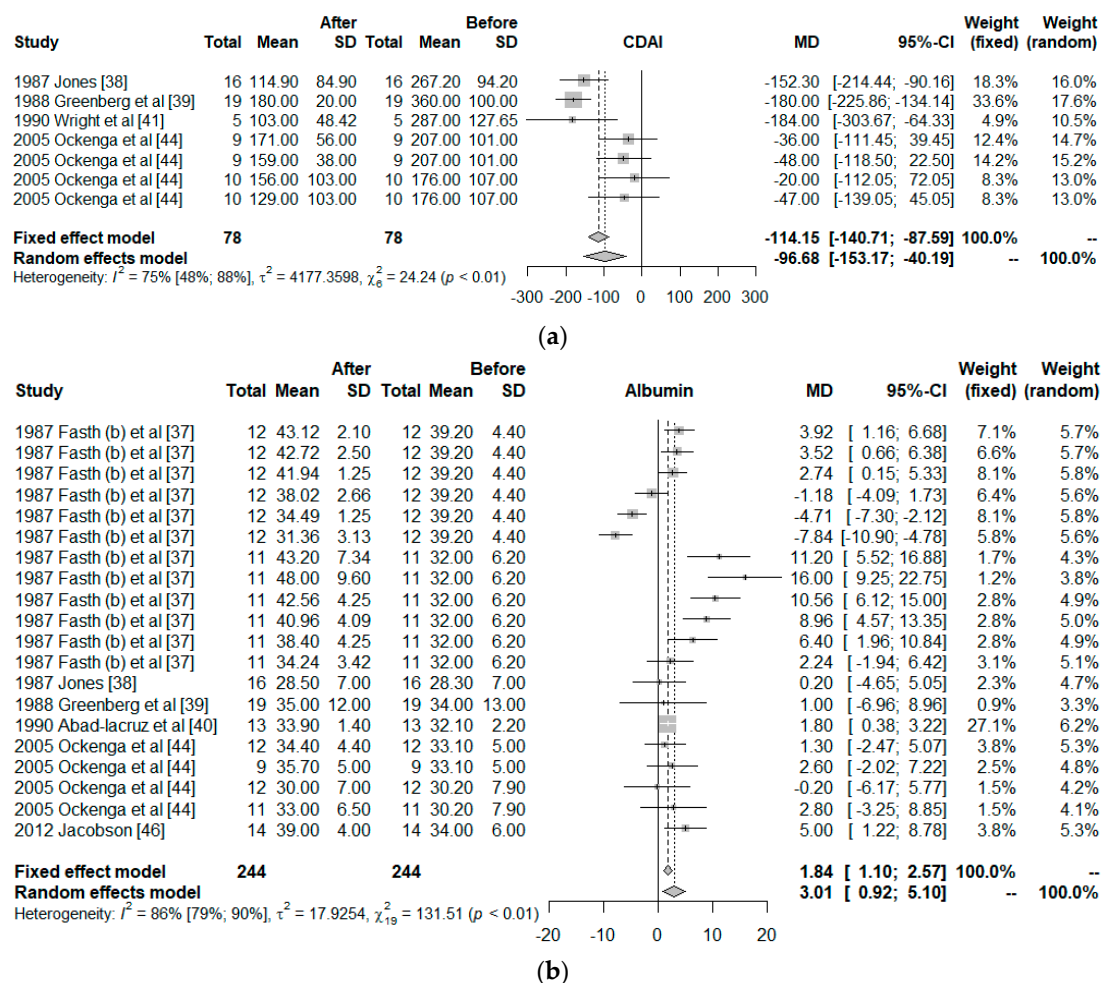 After Before Weight Weight
Study Total Mean SD Total Mean SD CDAI MD 95%-CI (fixed) (random)
1987 Jones [38] 16 114.90 84.90 16 267.20 94.20 -152.30 [-214.44; -90.16] 18.3% 16.0%
1988 Greenberg et al [39] 19 180.00 20.00 19 360.00 100.00 -180.00 [-225.86; -134.14] 33.6% 17.6%
1990 Wright et al [41] 5 103.00 48.42 5 287.00 127.65 -184.00 [-303.67; -64.33] 4.9% 10.5%
2005 Ockenga et al [44] 9 171.00 56.00 9 207.00 101.00 -36.00 [-111.45; 39.45] 12.4% 14.7%
2005 Ockenga et al [44] 9 159.00 38.00 9 207.00 101.00 -48.00 [-118.50; 22.50] 14.2% 15.2%
2005 Ockenga et al [44] 10 156.00 103.00 10 176.00 107.00 -20.00 [-112.05; 72.05] 8.3% 13.0%
2005 Ockenga et al [44] 10 129.00 103.00 10 176.00 107.00 -47.00 [-139.05; 45.05] 8.3% 13.0%
Fixed effect model 78 78 -114.15 [-140.71; -87.59] 100.0% --
Random effects model -96.68 [-153.17; -40.19] -- 100.0%
Heterogeneity: I² = 75% [48%; 88%], τ² = 4177.3598, χ²₆ = 24.24 (p < 0.01)
-300 -200 -100 0 100 200 300
(a)
After Before Weight Weight
Study Total Mean SD Total Mean SD Albumin MD 95%-CI (fixed) (random)
1987 Fasth (b) et al [37] 12 43.12 2.10 12 39.20 4.40 3.92 [ 1.16; 6.68] 7.1% 5.7%
1987 Fasth (b) et al [37] 12 42.72 2.50 12 39.20 4.40 3.52 [ 0.66; 6.38] 6.6% 5.7%
1987 Fasth (b) et al [37] 12 41.94 1.25 12 39.20 4.40 2.74 [ 0.15; 5.33] 8.1% 5.8%
1987 Fasth (b) et al [37] 12 38.02 2.66 12 39.20 4.40 -1.18 [ -4.09; 1.73] 6.4% 5.6%
1987 Fasth (b) et al [37] 12 34.49 1.25 12 39.20 4.40 -4.71 [ -7.30; -2.12] 8.1% 5.8%
1987 Fasth (b) et al [37] 12 31.36 3.13 12 39.20 4.40 -7.84 [-10.90; -4.78] 5.8% 5.6%
1987 Fasth (b) et al [37] 11 43.20 7.34 11 32.00 6.20 11.20 [ 5.52; 16.88] 1.7% 4.3%
1987 Fasth (b) et al [37] 11 48.00 9.60 11 32.00 6.20 16.00 [ 9.25; 22.75] 1.2% 3.8%
1987 Fasth (b) et al [37] 11 42.56 4.25 11 32.00 6.20 10.56 [ 6.12; 15.00] 2.8% 4.9%
1987 Fasth (b) et al [37] 11 40.96 4.09 11 32.00 6.20 8.96 [ 4.57; 13.35] 2.8% 5.0%
1987 Fasth (b) et al [37] 11 38.40 4.25 11 32.00 6.20 6.40 [ 1.96; 10.84] 2.8% 4.9%
1987 Fasth (b) et al [37] 11 34.24 3.42 11 32.00 6.20 2.24 [ -1.94; 6.42] 3.1% 5.1%
1987 Jones [38] 16 28.50 7.00 16 28.30 7.00 0.20 [ -4.65; 5.05] 2.3% 4.7%
1988 Greenberg et al [39] 19 35.00 12.00 19 34.00 13.00 1.00 [ -6.96; 8.96] 0.9% 3.3%
1990 Abad-lacruz et al [40] 13 33.90 1.40 13 32.10 2.20 1.80 [ 0.38; 3.22] 27.1% 6.2%
2005 Ockenga et al [44] 12 34.40 4.40 12 33.10 5.00 1.30 [ -2.47; 5.07] 3.8% 5.3%
2005 Ockenga et al [44] 9 35.70 5.00 9 33.10 5.00 2.60 [ -2.02; 7.22] 2.5% 4.8%
2005 Ockenga et al [44] 12 30.00 7.00 12 30.20 7.90 -0.20 [ -6.17; 5.77] 1.5% 4.2%
2005 Ockenga et al [44] 11 33.00 6.50 11 30.20 7.90 2.80 [ -3.25; 8.85] 1.5% 4.1%
2012 Jacobson [46] 14 39.00 4.00 14 34.00 6.00 5.00 [ 1.22; 8.78] 3.8% 5.3%
Fixed effect model 244 244 1.84 [ 1.10; 2.57] 100.0% --
Random effects model 3.01 [ 0.92; 5.10] -- 100.0%
Heterogeneity: I² = 86% [79%; 90%], τ² = 17.9254, χ²₁₉ = 131.51 (p < 0.01)
-20 -10 0 10 20
(b)